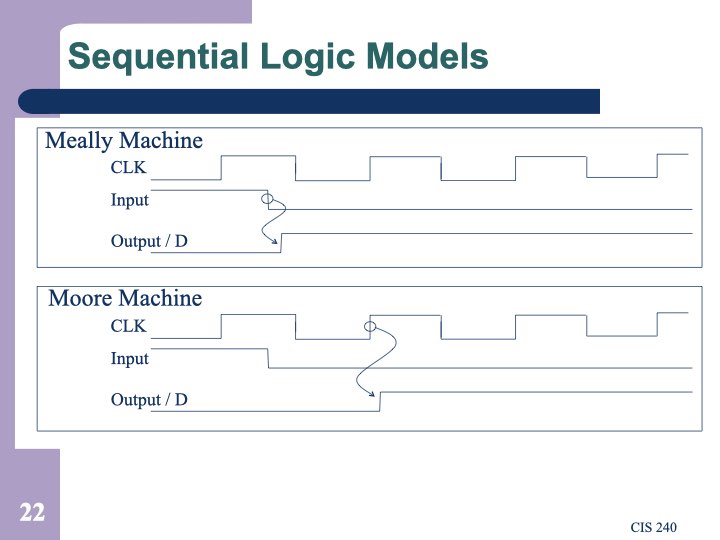 Sequential Logic Models
Meally Machine
CLK
Input
Output / D
Moore Machine
CLK
Input
Output / D
22
CIS 240